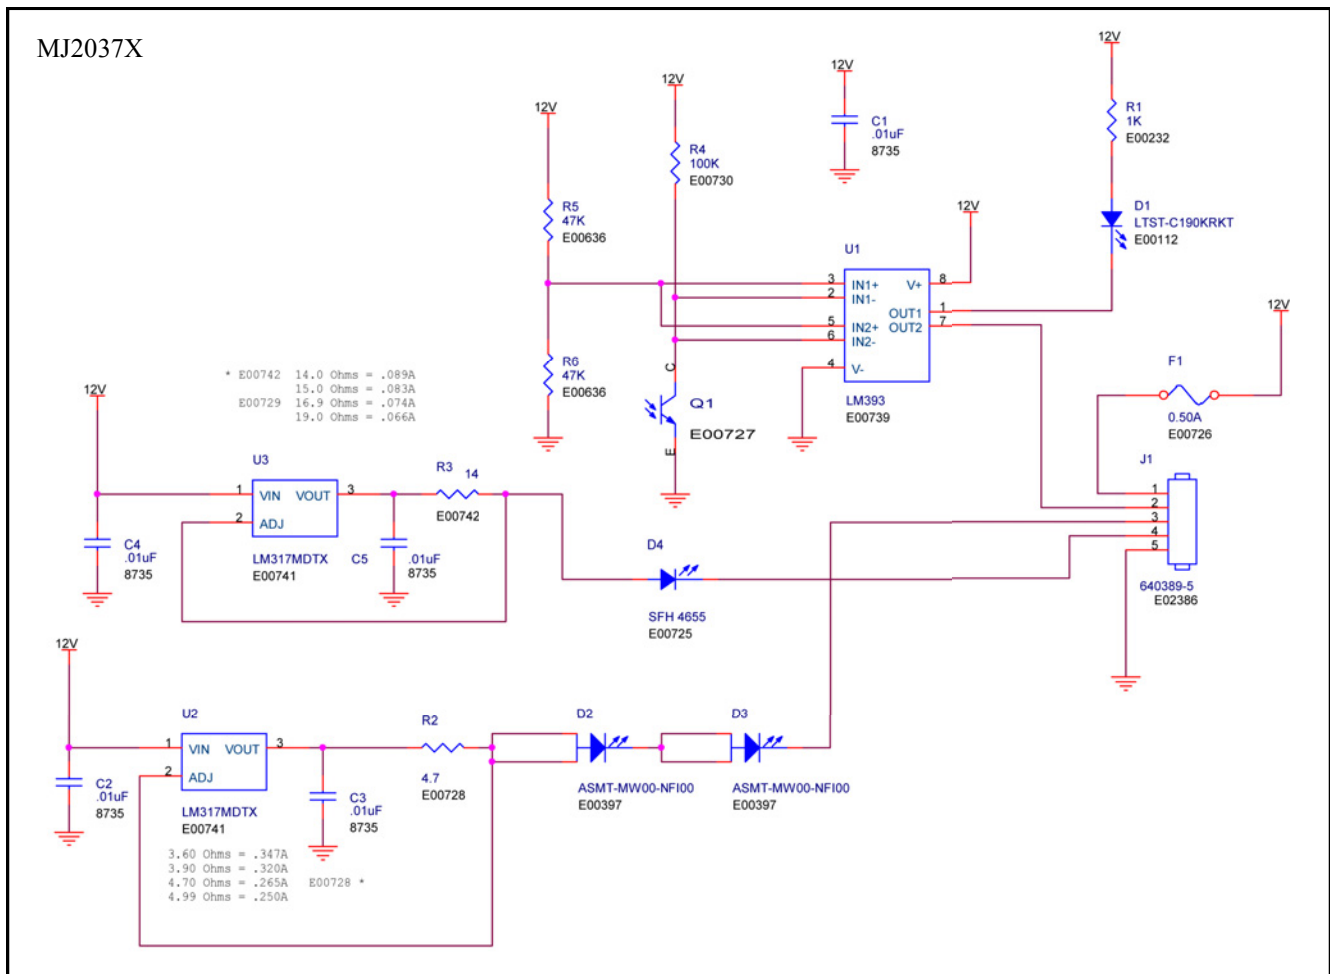 MJ2037X
12V
R1
1K
E00232
12V
C1
.01uF
8735
12V
R4
100K
E00730
12V
R5
47K
E00636
D1
LTST-C190KRKT
E00112
12V
U1
3 IN1+ V+ 8
2 IN1-
OUT1 1
5 IN2+ OUT2 7
6 IN2-
4 V-
LM393
E00739
R6
47K
E00636
C
Q1
E00727
E
12V
F1
0.50A
E00726
J1
1
2
3
4
5
640389-5
E02386
* E00742 14.0 Ohms = .089A
15.0 Ohms = .083A
E00729 16.9 Ohms = .074A
19.0 Ohms = .066A
12V
U3
1 VIN VOUT 3
2 ADJ
LM317MDTX
E00741
R3 14
E00742
C4
.01uF
8735
C5 .01uF
8735
D4
SFH 4655
E00725
12V
U2
1 VIN VOUT 3
2 ADJ
LM317MDTX
E00741
R2
4.7
E00728
C2
.01uF
8735
C3
.01uF
8735
D2
ASMT-MW00-NFI00
E00397
D3
ASMT-MW00-NFI00
E00397
3.60 Ohms = .347A
3.90 Ohms = .320A
4.70 Ohms = .265A E00728 *
4.99 Ohms = .250A